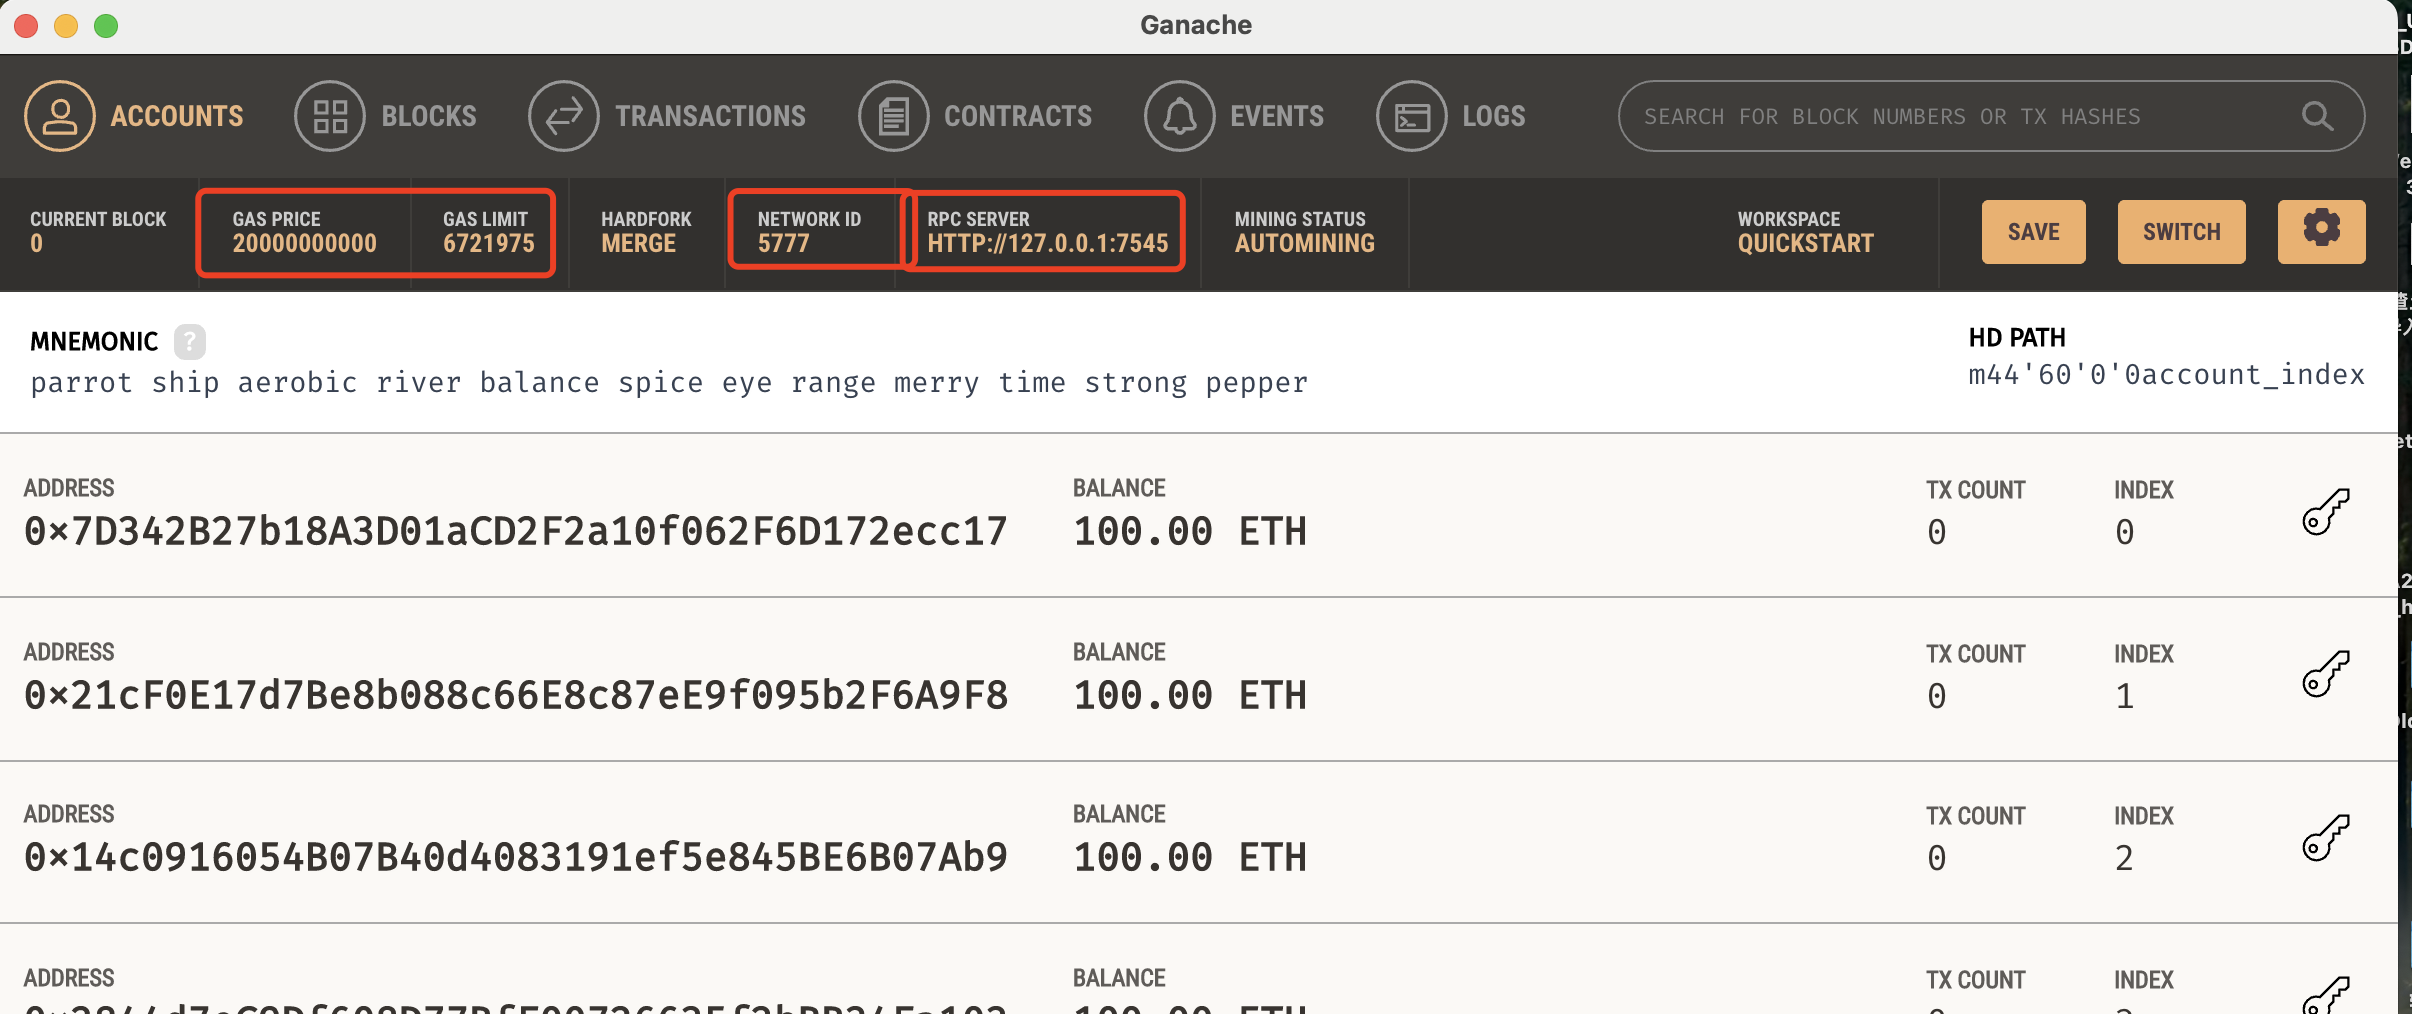 Ganache
ACCOUNTS BLOCKS TRANSACTIONS CONTRACTS EVENTS LOGS SEARCH FOR BLOCK NUMBERS OR TX HASHES
CURRENT BLOCK GAS PRICE GAS LIMIT HARDFORK NETWORK ID RPC SERVER MINING STATUS WORKSPACE
0 20000000000 6721975 MERGE 5777 HTTP://127.0.0.1:7545 AUTOMINING QUICKSTART SAVE SWITCH
MNEMONIC ? HD PATH
parrot ship aerobic river balance spice eye range merry time strong pepper m44'60'0'0account_index
ADDRESS BALANCE TX COUNT INDEX
0×7D342B27b18A3D01aCD2F2a10f062F6D172ecc17 100.00 ETH 0 0
ADDRESS BALANCE TX COUNT INDEX
0×21cF0E17d7Be8b088c66E8c87eE9f095b2F6A9F8 100.00 ETH 0 1
ADDRESS BALANCE TX COUNT INDEX
0×14c0916054B07B40d4083191ef5e845BE6B07Ab9 100.00 ETH 0 2
ADDRESS BALANCE TX COUNT INDEX
100.00 ETH